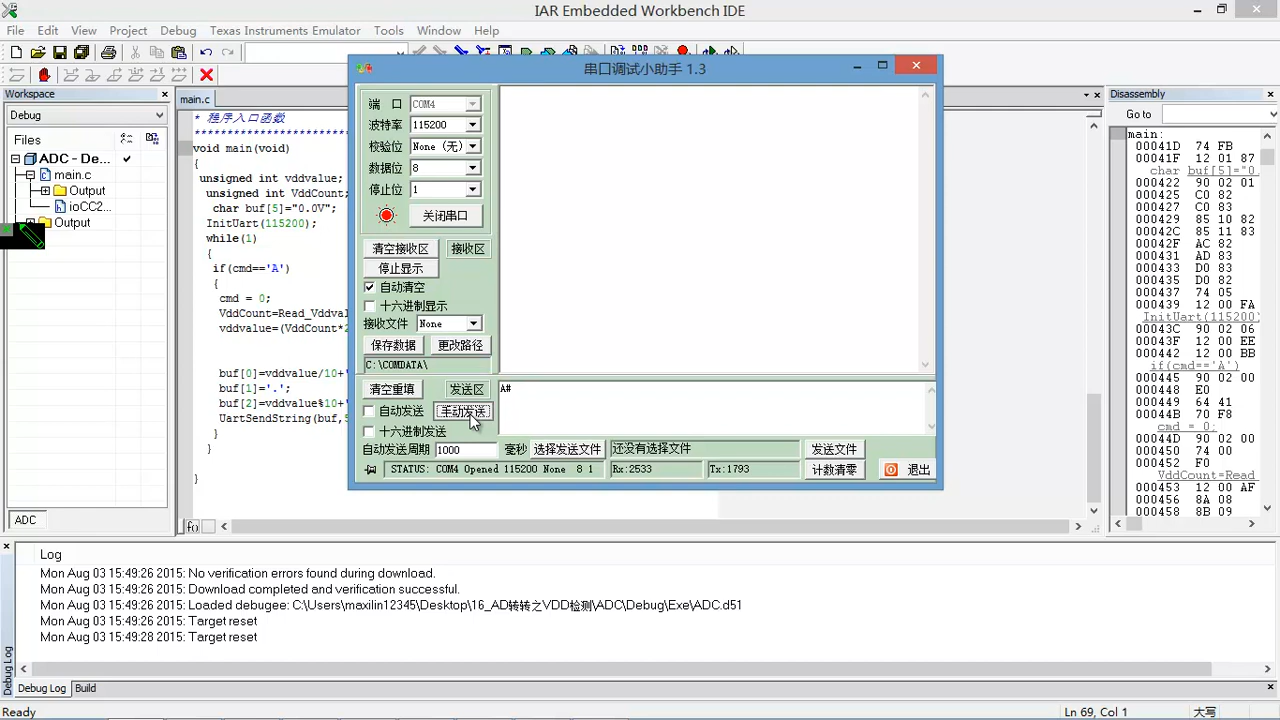 IAR Embedded Workbench IDE
File Edit View Project Debug Texas Instruments Emulator Tools Window Help
Workspace
Debug
Files
ADC - De...
main.c
Output
ioCC2...
Output
ADC
main.c
* 程序入口函数
void main(void)
{
unsigned int vddvalue;
unsigned int VddCount;
char buf[5]="0.0V";
InitUart(115200);
while(1)
{
if(cmd=='A')
{
cmd = 0;
VddCount=Read_Vddva
vddvalue=(VddCount*2
buf[0]=vddvalue/10+'
buf[1]='.';
buf[2]=vddvalue%10+'
UartSendString(buf,5
}
}
}
串口调试小助手 1.3
端 口 COM4
波特率 115200
校验位 None (无)
数据位 8
停止位 1
关闭串口
清空接收区 接收区
停止显示
自动清空
十六进制显示
接收文件 None
保存数据 更改路径
C:\COMDATA\
清空重填 发送区
A#
自动发送 手动发送
十六进制发送
自动发送周期 1000 毫秒 选择发送文件 还没有选择文件 发送文件
STATUS: COM4 Opened 115200 None 8 1 Rx:2533 Tx:1793 计数清零 退出
Disassembly
Go to
main:
00041D 74 FB
00041F 12 01 87
char buf[5]="0
000422 90 02 01
000425 C0 82
000427 C0 83
000429 85 10 82
00042C 85 11 83
00042F AC 82
000431 AD 83
000433 D0 83
000435 D0 82
000437 74 05
000439 12 00 FA
InitUart(115200
00043C 90 02 06
00043F 12 00 EE
000442 12 00 BB
if(cmd=='A')
000445 90 02 00
000448 E0
000449 64 41
00044B 70 F8
cmd = 0;
00044D 90 02 00
000450 74 00
000452 F0
VddCount=Read
000453 12 00 AF
000456 8A 08
000458 8B 09
Log
Mon Aug 03 15:49:26 2015: No verification errors found during download.
Mon Aug 03 15:49:26 2015: Download completed and verification successful.
Mon Aug 03 15:49:26 2015: Loaded debugee: C:\Users\maxilin12345\Desktop\16_AD转转之VDD检测\ADC\Debug\Exe\ADC.d51
Mon Aug 03 15:49:26 2015: Target reset
Mon Aug 03 15:49:28 2015: Target reset
Debug Log
Debug Log Build
Ready Ln 69, Col 1 大写